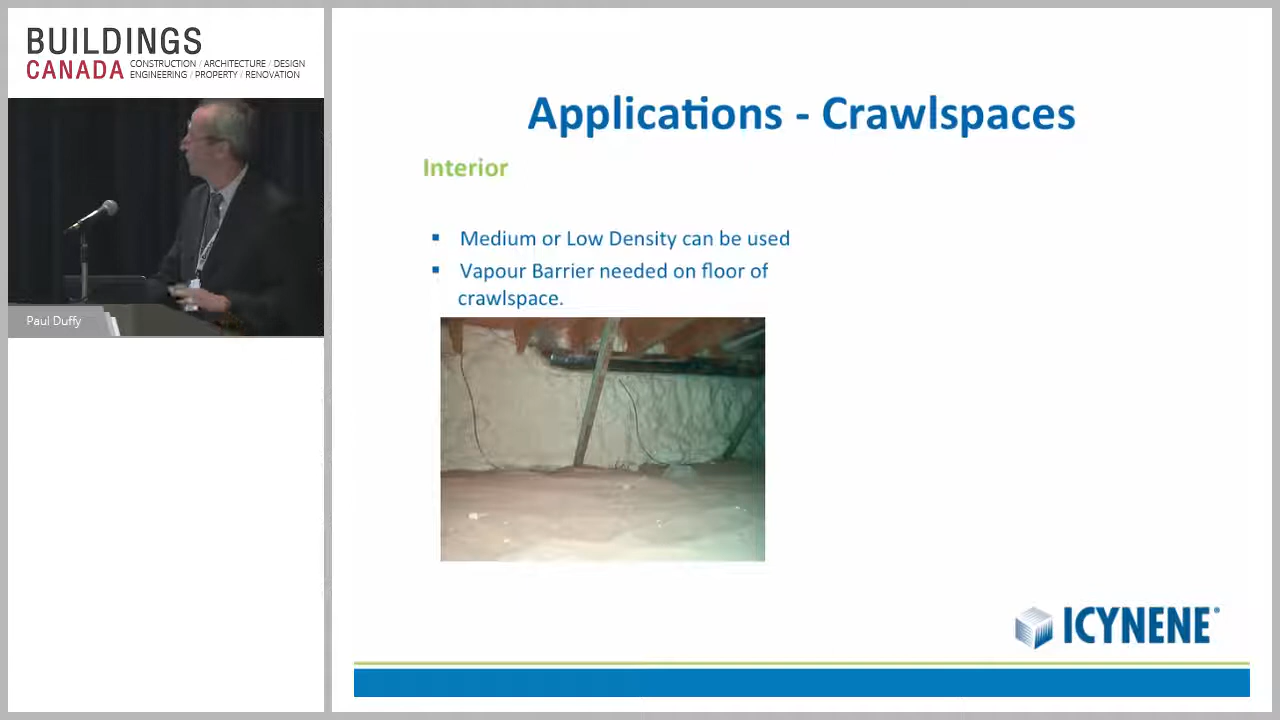 BUILDINGS
CANADA
CONSTRUCTION / ARCHITECTURE / DESIGN
ENGINEERING / PROPERTY / RENOVATION
Paul Duffy
Applications - Crawlspaces
Interior
▪ Medium or Low Density can be used
▪ Vapour Barrier needed on floor of
crawlspace.
ICYNENE®